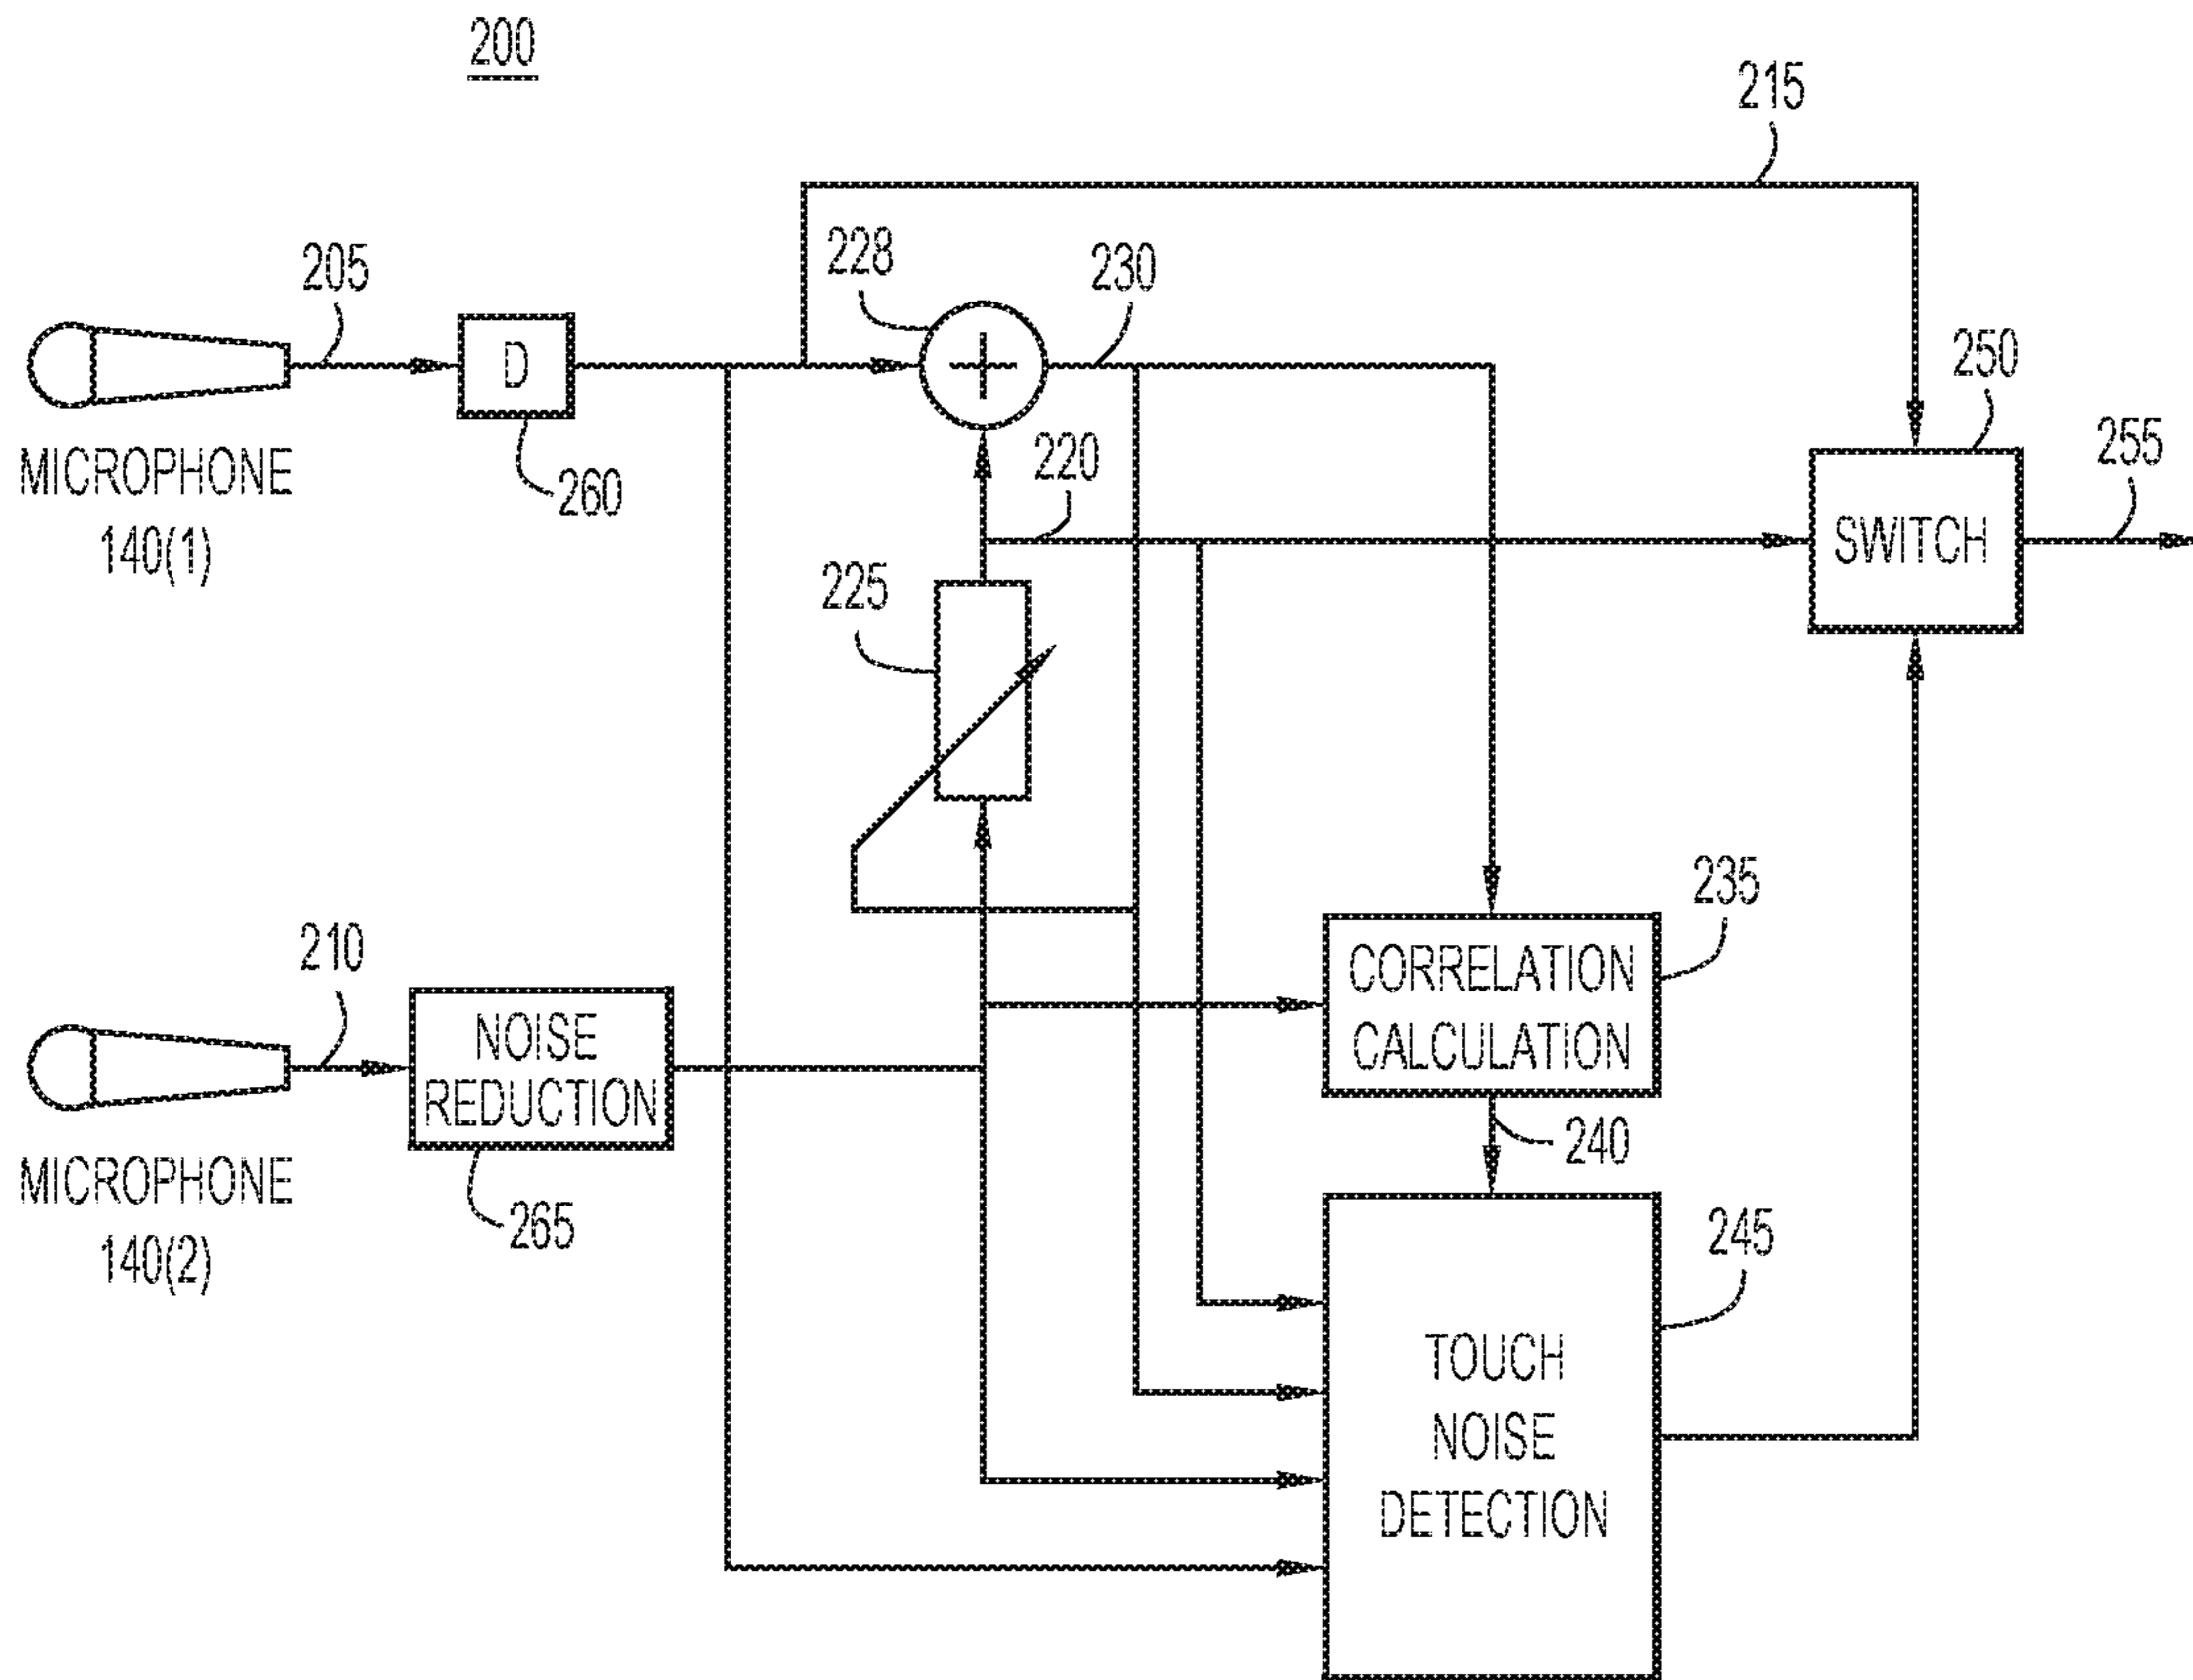 200
215
228
230
205
250
D
+
220
255
MICROPHONE
140(1)
260
SWITCH
225
235
210
CORRELATION
CALCULATION
NOISE
REDUCTION
240
MICROPHONE
140(2)
265
245
TOUCH
NOISE
DETECTION